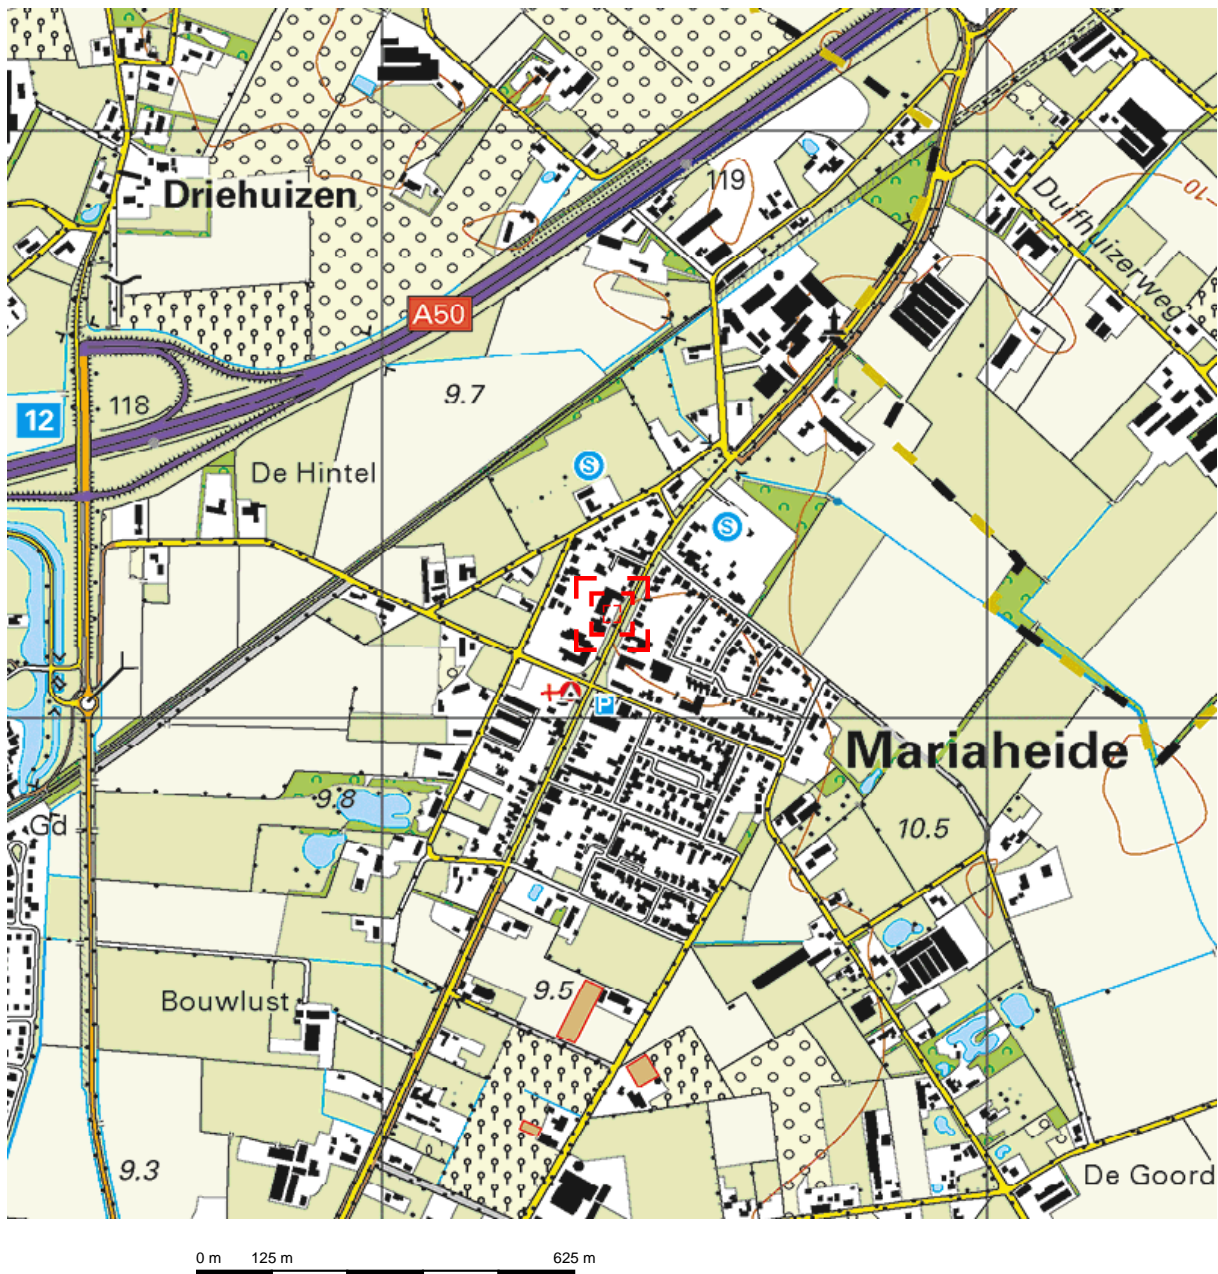 Driehuizen
119
Duifhuizerweg
10
A50
9.7
118
12
De Hintel
S
S
P
Mariaheide
9.8
10.5
Gd
9.5
Bouwlust
9.3
De Goord
0 m 125 m 625 m